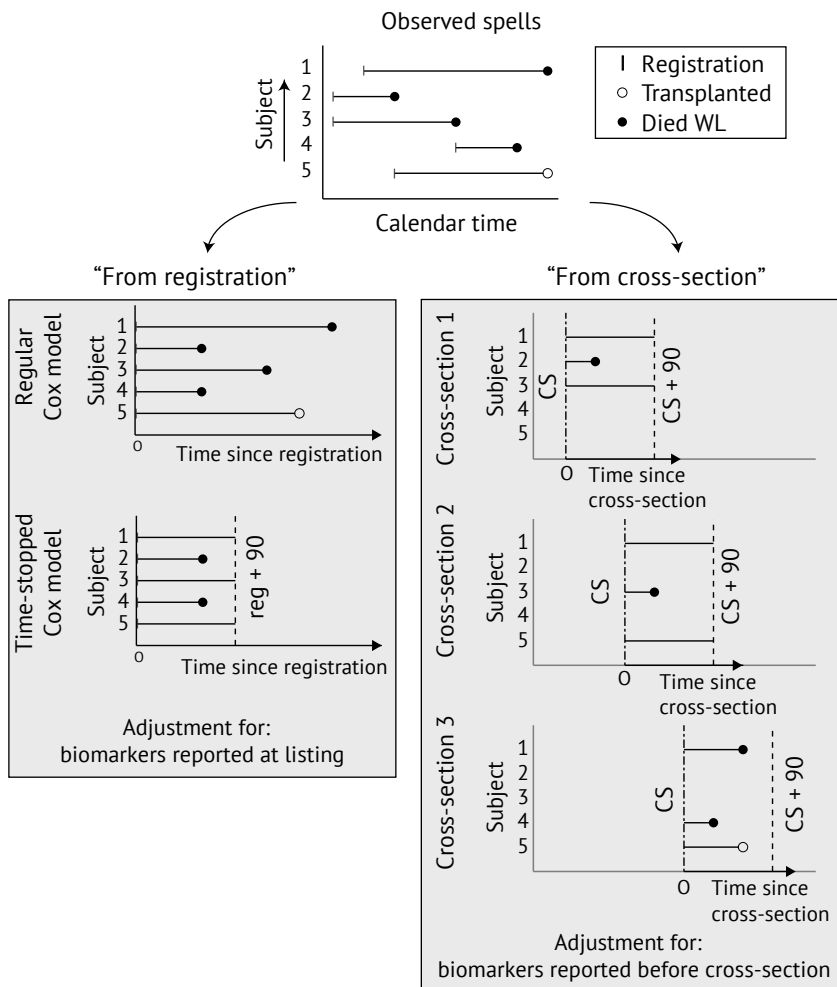 Observed spells
Subject
1
2
3
4
5
Calendar time
Registration
Transplanted
Died WL
“From registration”
Regular
Cox model
Subject
1
2
3
4
5
0
Time since registration
Time-stopped
Cox model
Subject
1
2
3
4
5
reg + 90
0
Time since registration
Adjustment for:
biomarkers reported at listing
“From cross-section”
Cross-section 1
Subject
1
2
3
4
5
CS
CS + 90
0
Time since
cross-section
Cross-section 2
Subject
1
2
3
4
5
CS
CS + 90
0
Time since
cross-section
Cross-section 3
Subject
1
2
3
4
5
CS
CS + 90
0
Time since
cross-section
Adjustment for:
biomarkers reported before cross-section